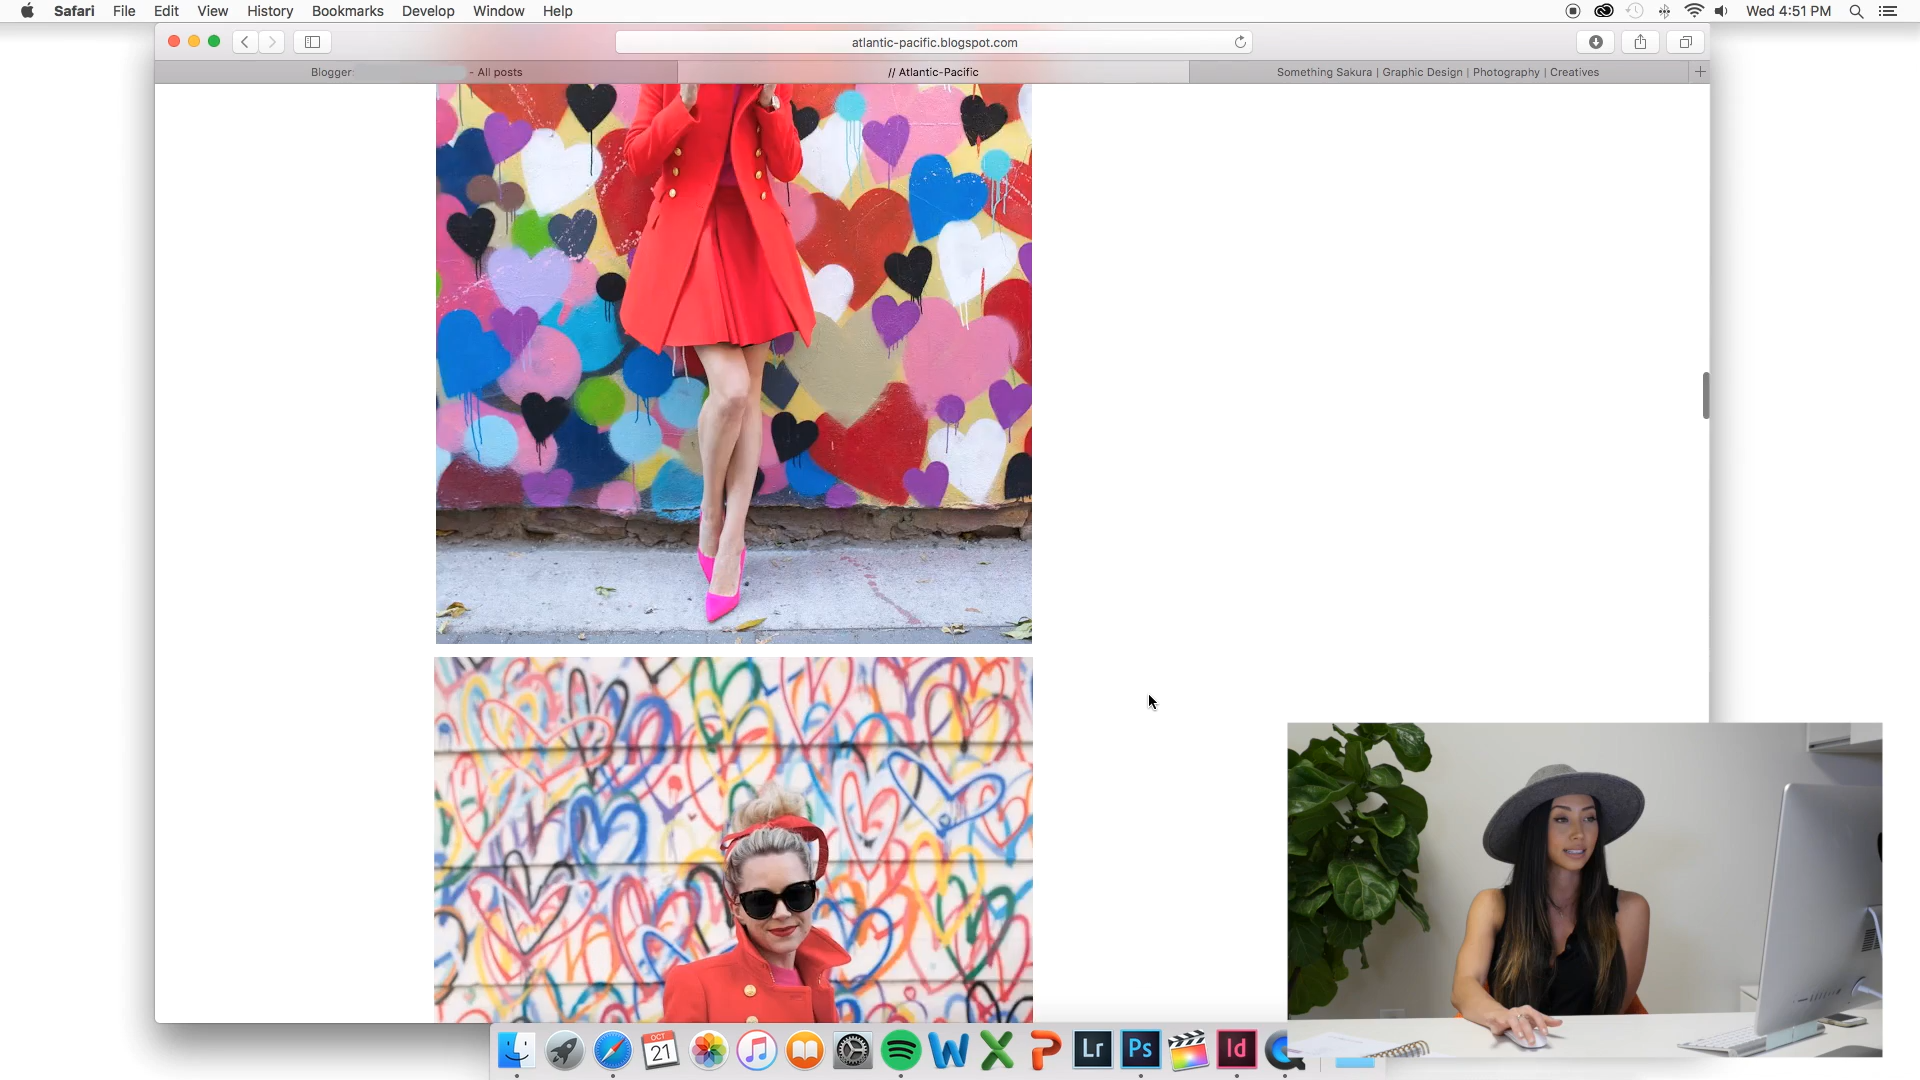 Safari File Edit View History Bookmarks Develop Window Help Wed 4:51 PM
atlantic-pacific.blogspot.com
Blogger: - All posts // Atlantic-Pacific Something Sakura | Graphic Design | Photography | Creatives
OCT
21
Lr Ps Id